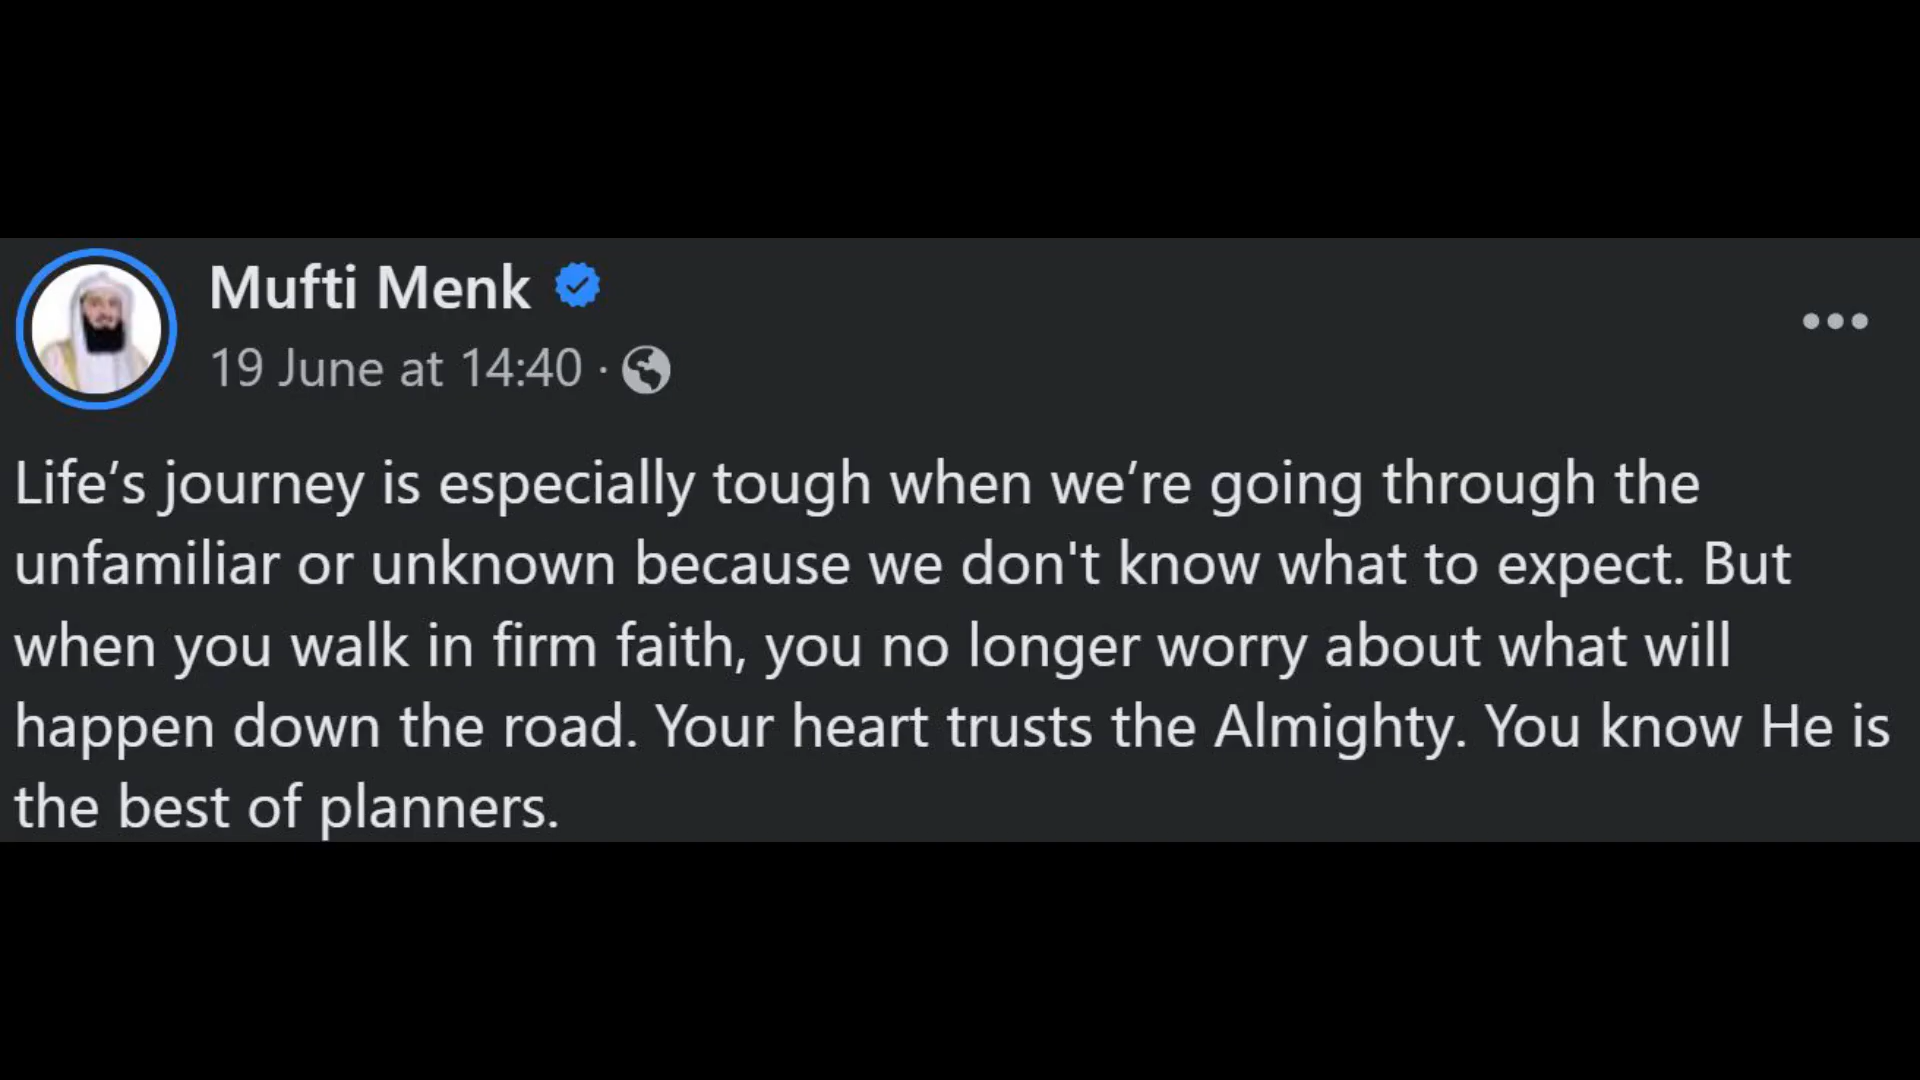 Mufti Menk
19 June at 14:40 ·
Life’s journey is especially tough when we’re going through the
unfamiliar or unknown because we don't know what to expect. But
when you walk in firm faith, you no longer worry about what will
happen down the road. Your heart trusts the Almighty. You know He is
the best of planners.